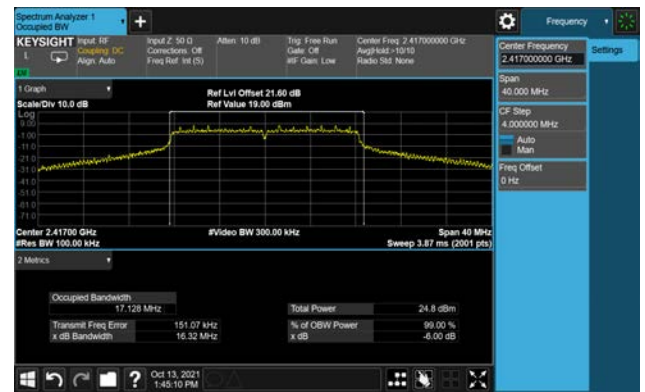 Spectrum Analyzer 1
Occupied BW
Frequency
KEYSIGHT Input: RF Input Z: 50 Ω Atten: 10 dB Trig: Free Run Center Freq: 2.417000000 GHz
L Coupling: DC Corrections: Off Gate: Off Avg|Hold:>10/10
Align: Auto Freq Ref: Int (S) #IF Gain: Low Radio Std: None
Center Frequency
2.417000000 GHz
Settings
Span
40.000 MHz
CF Step
4.000000 MHz
Auto
Man
Freq Offset
0 Hz
1 Graph
Ref Lvl Offset 21.60 dB
Scale/Div 10.0 dB Ref Value 19.00 dBm
Log
9.00
-1.00
-11.0
-21.0
-31.0
-41.0
-51.0
-61.0
-71.0
Center 2.41700 GHz #Video BW 300.00 kHz Span 40 MHz
#Res BW 100.00 kHz Sweep 3.87 ms (2001 pts)
2 Metrics
Occupied Bandwidth
17.128 MHz Total Power 24.8 dBm
Transmit Freq Error 151.07 kHz % of OBW Power 99.00 %
x dB Bandwidth 16.32 MHz x dB -6.00 dB
? Oct 13, 2021
1:45:10 PM